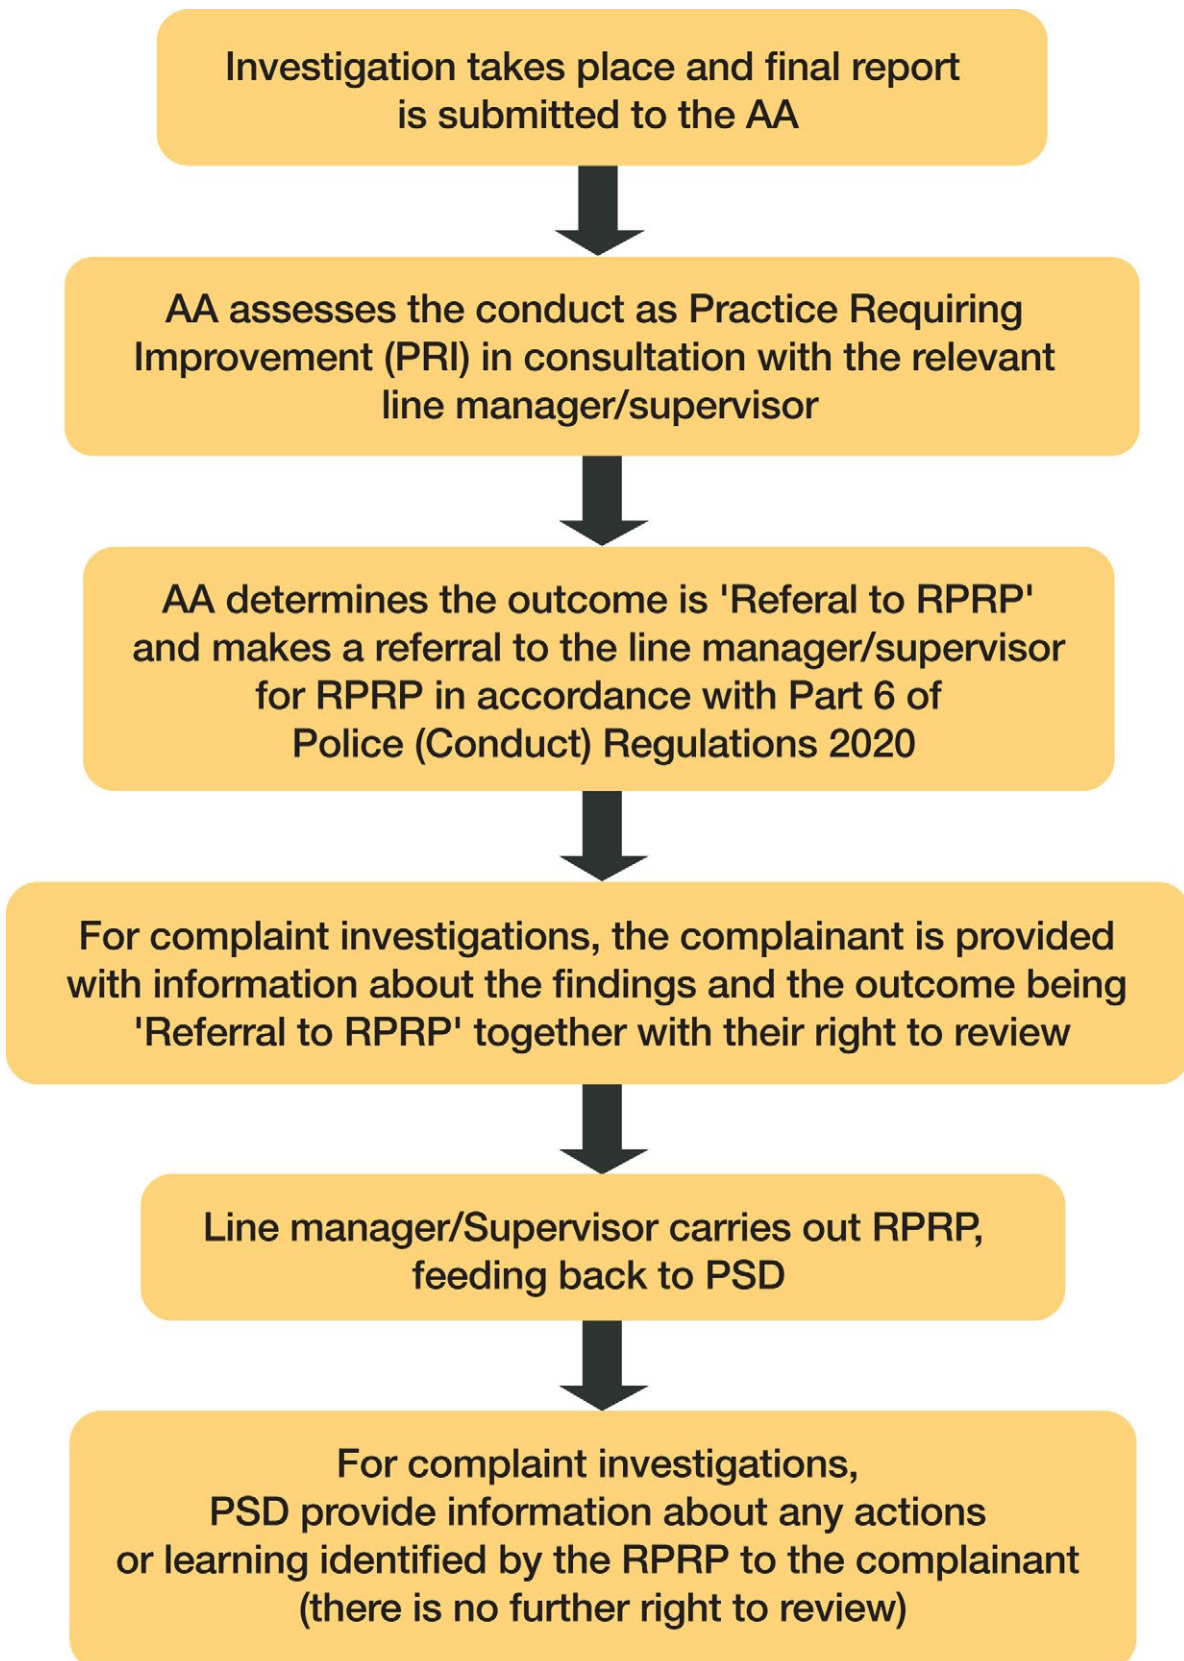 Investigation takes place and final report
is submitted to the AA
AA assesses the conduct as Practice Requiring
Improvement (PRI) in consultation with the relevant
line manager/supervisor
AA determines the outcome is 'Referal to RPRP'
and makes a referral to the line manager/supervisor
for RPRP in accordance with Part 6 of
Police (Conduct) Regulations 2020
For complaint investigations, the complainant is provided
with information about the findings and the outcome being
'Referral to RPRP' together with their right to review
Line manager/Supervisor carries out RPRP,
feeding back to PSD
For complaint investigations,
PSD provide information about any actions
or learning identified by the RPRP to the complainant
(there is no further right to review)